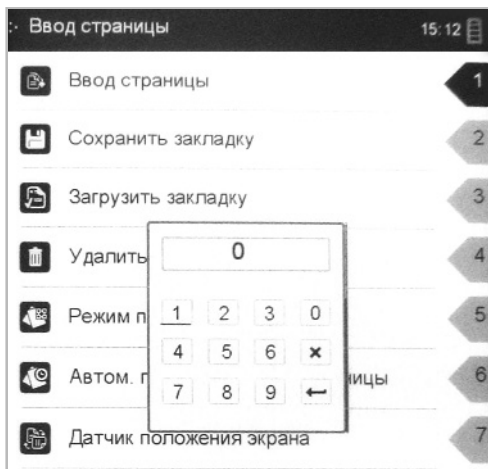 Ввод страницы 15:12
Ввод страницы 1
Сохранить закладку 2
Загрузить закладку 3
Удалить 4
0
Режим п 5
1 2 3 0
4 5 6 ×
Автом. г ицы 6
7 8 9 ←
Датчик положения экрана 7